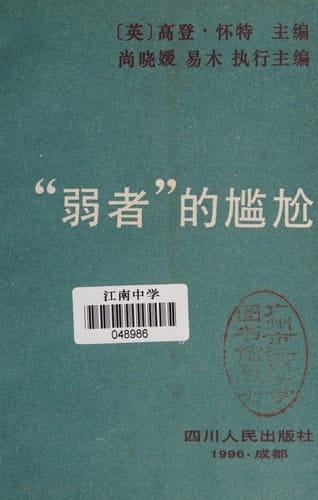 〔英〕高登·怀特 主编
尚晓媛 易木 执行主编
“弱者”的尴尬
江南中学
048986
四川人民出版社
1996·成都